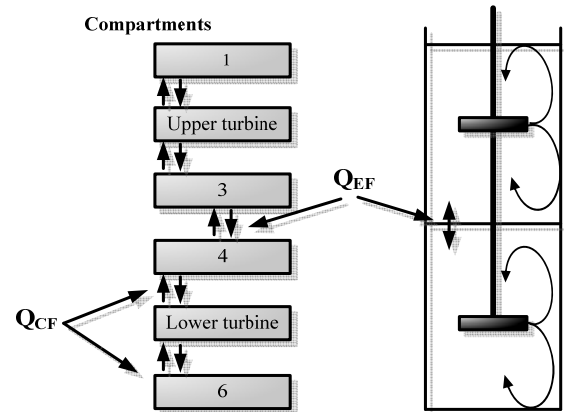 Compartments
1
Upper turbine
3
QEF
4
QCF
Lower turbine
6